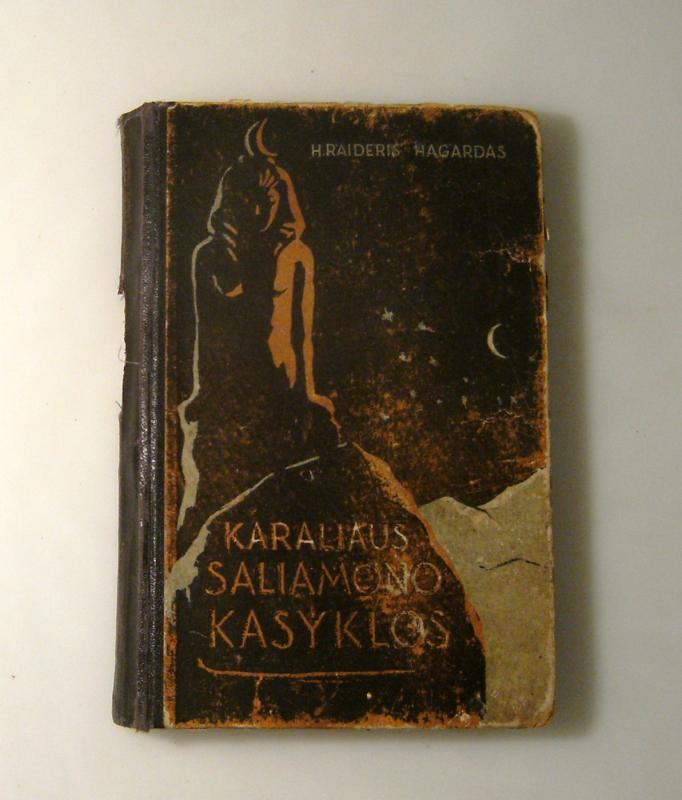 H. RAIDERIS HAGARDAS
KARALIAUS
SALIAMONO
KASYKLOS